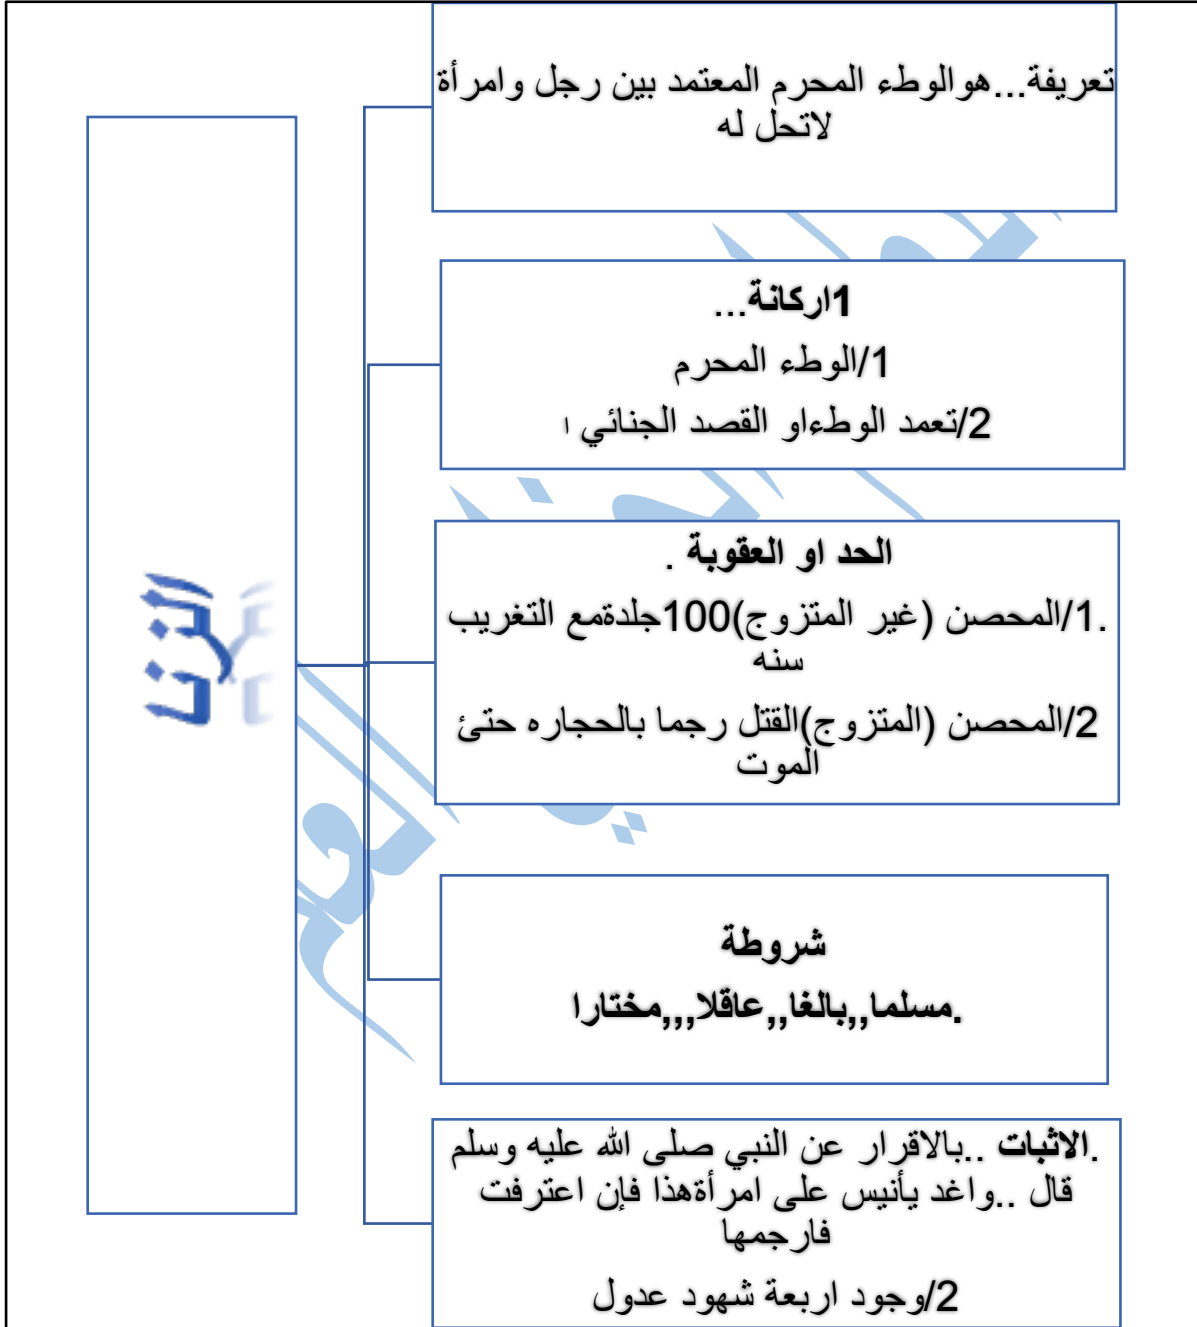 تعريفة...هوالوطء المحرم المعتمد بين رجل وامرأة
لاتحل له
1اركانة...
1/الوطء المحرم
2/تعمد الوطءاو القصد الجنائي ا
الحد او العقوبة .
.1/المحصن (غير المتزوج)100جلدةمع التغريب
سنه
2/المحصن (المتزوج)القتل رجما بالحجاره حتئ
الموت
الزنا
شروطة
.مسلما,,بالغا,,عاقلا,,,مختارا
.الاثبات ..بالاقرار عن النبي صلى الله عليه وسلم
قال ..واغد يأنيس على امرأةهذا فإن اعترفت
فارجمها
2/وجود اربعة شهود عدول